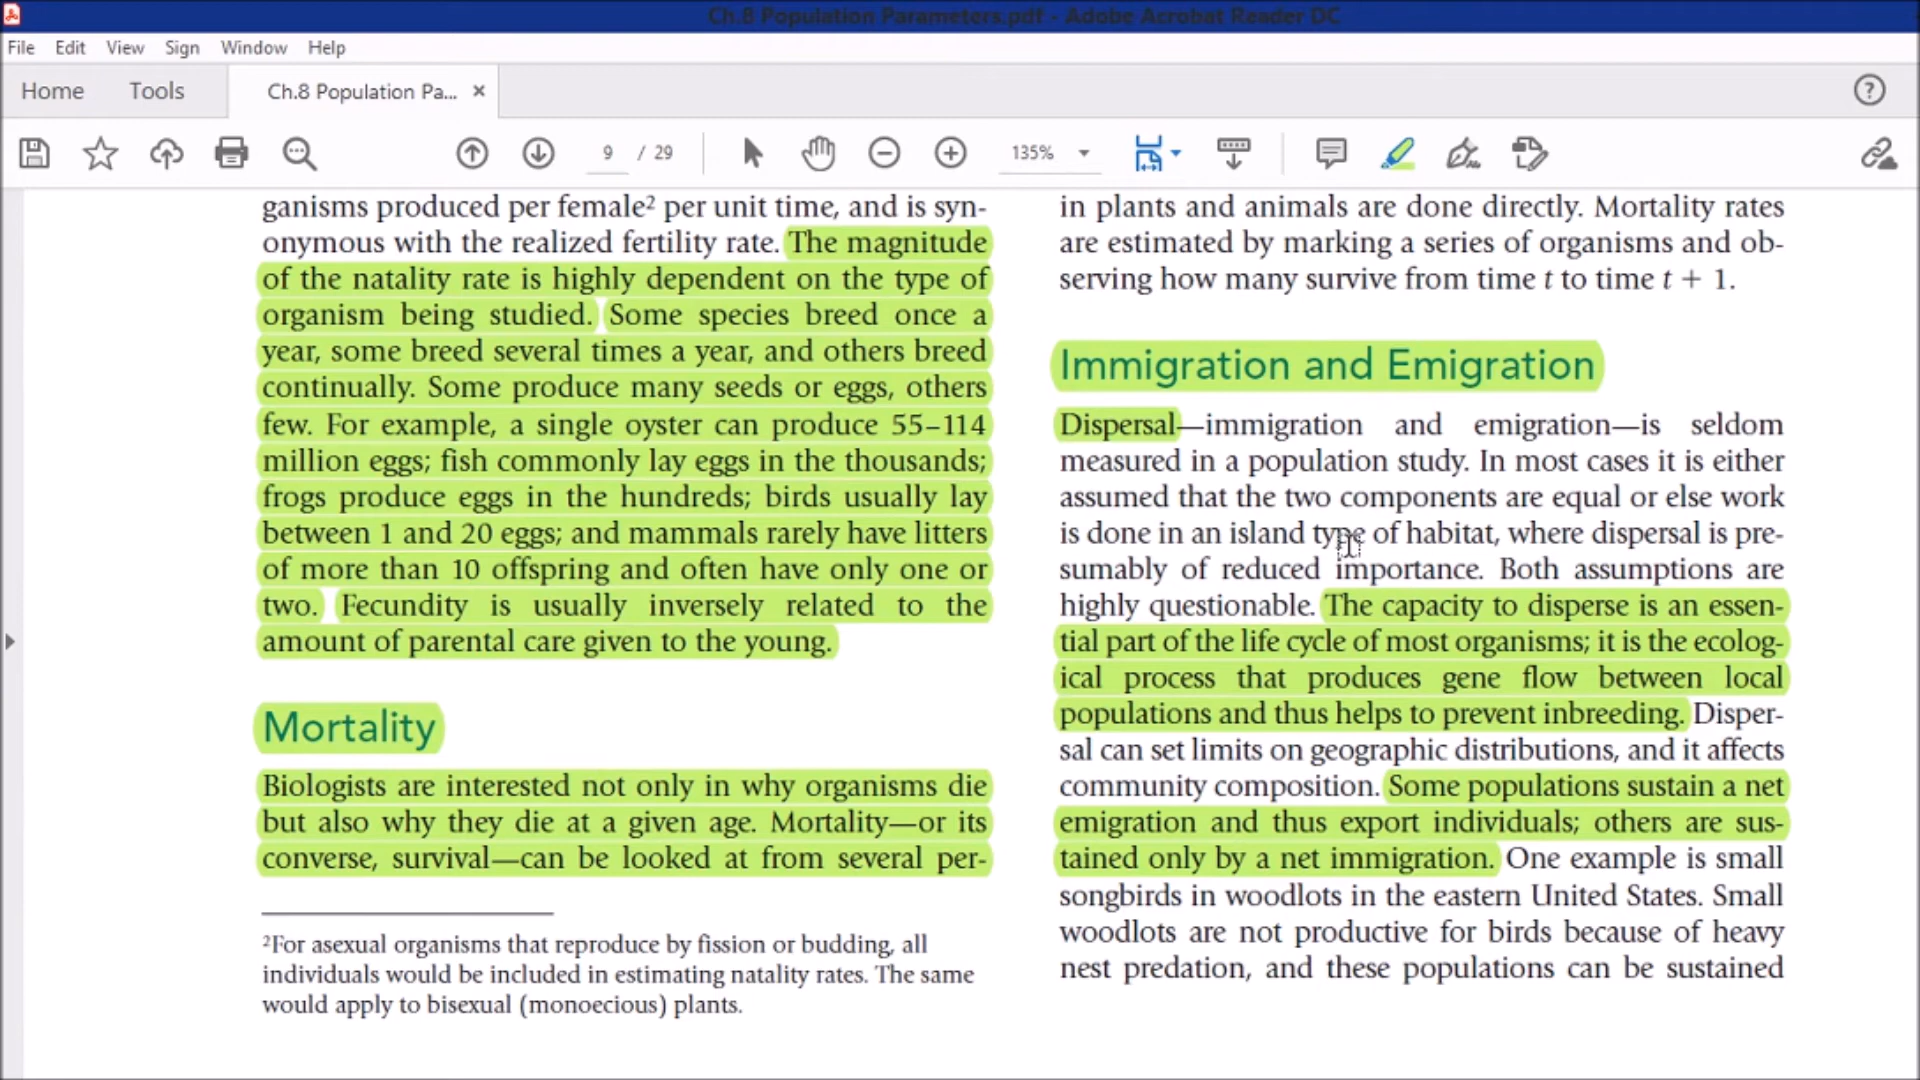 Ch.8 Population Parameters.pdf - Adobe Acrobat Reader DC
File Edit View Sign Window Help
Home Tools Ch.8 Population Pa... ×
9 / 29 135%
ganisms produced per female² per unit time, and is syn-
onymous with the realized fertility rate. The magnitude
of the natality rate is highly dependent on the type of
organism being studied. Some species breed once a
year, some breed several times a year, and others breed
continually. Some produce many seeds or eggs, others
few. For example, a single oyster can produce 55–114
million eggs; fish commonly lay eggs in the thousands;
frogs produce eggs in the hundreds; birds usually lay
between 1 and 20 eggs; and mammals rarely have litters
of more than 10 offspring and often have only one or
two. Fecundity is usually inversely related to the
amount of parental care given to the young.
Mortality
Biologists are interested not only in why organisms die
but also why they die at a given age. Mortality—or its
converse, survival—can be looked at from several per-
²For asexual organisms that reproduce by fission or budding, all
individuals would be included in estimating natality rates. The same
would apply to bisexual (monoecious) plants.
in plants and animals are done directly. Mortality rates
are estimated by marking a series of organisms and ob-
serving how many survive from time t to time t + 1.
Immigration and Emigration
Dispersal—immigration and emigration—is seldom
measured in a population study. In most cases it is either
assumed that the two components are equal or else work
is done in an island type of habitat, where dispersal is pre-
sumably of reduced importance. Both assumptions are
highly questionable. The capacity to disperse is an essen-
tial part of the life cycle of most organisms; it is the ecolog-
ical process that produces gene flow between local
populations and thus helps to prevent inbreeding. Disper-
sal can set limits on geographic distributions, and it affects
community composition. Some populations sustain a net
emigration and thus export individuals; others are sus-
tained only by a net immigration. One example is small
songbirds in woodlots in the eastern United States. Small
woodlots are not productive for birds because of heavy
nest predation, and these populations can be sustained